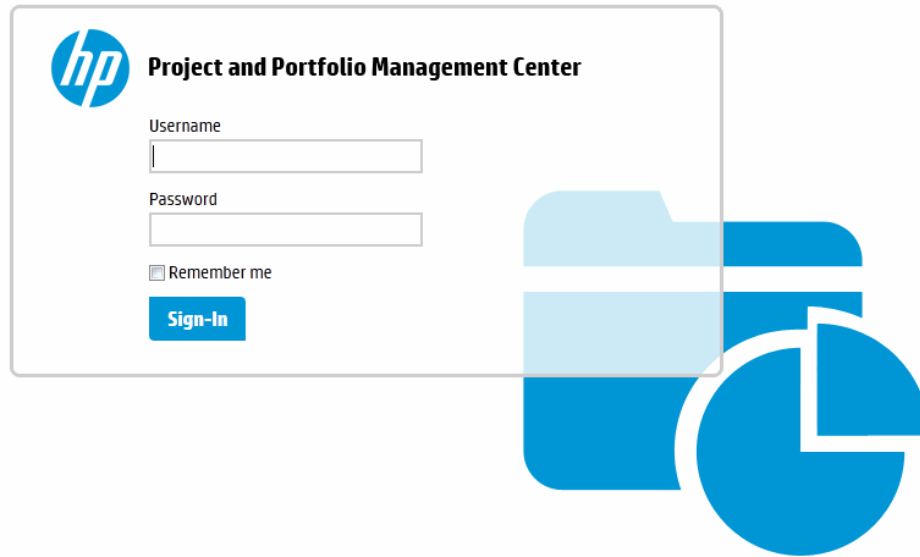 hp
Project and Portfolio Management Center
Username
Password
Remember me
Sign-In